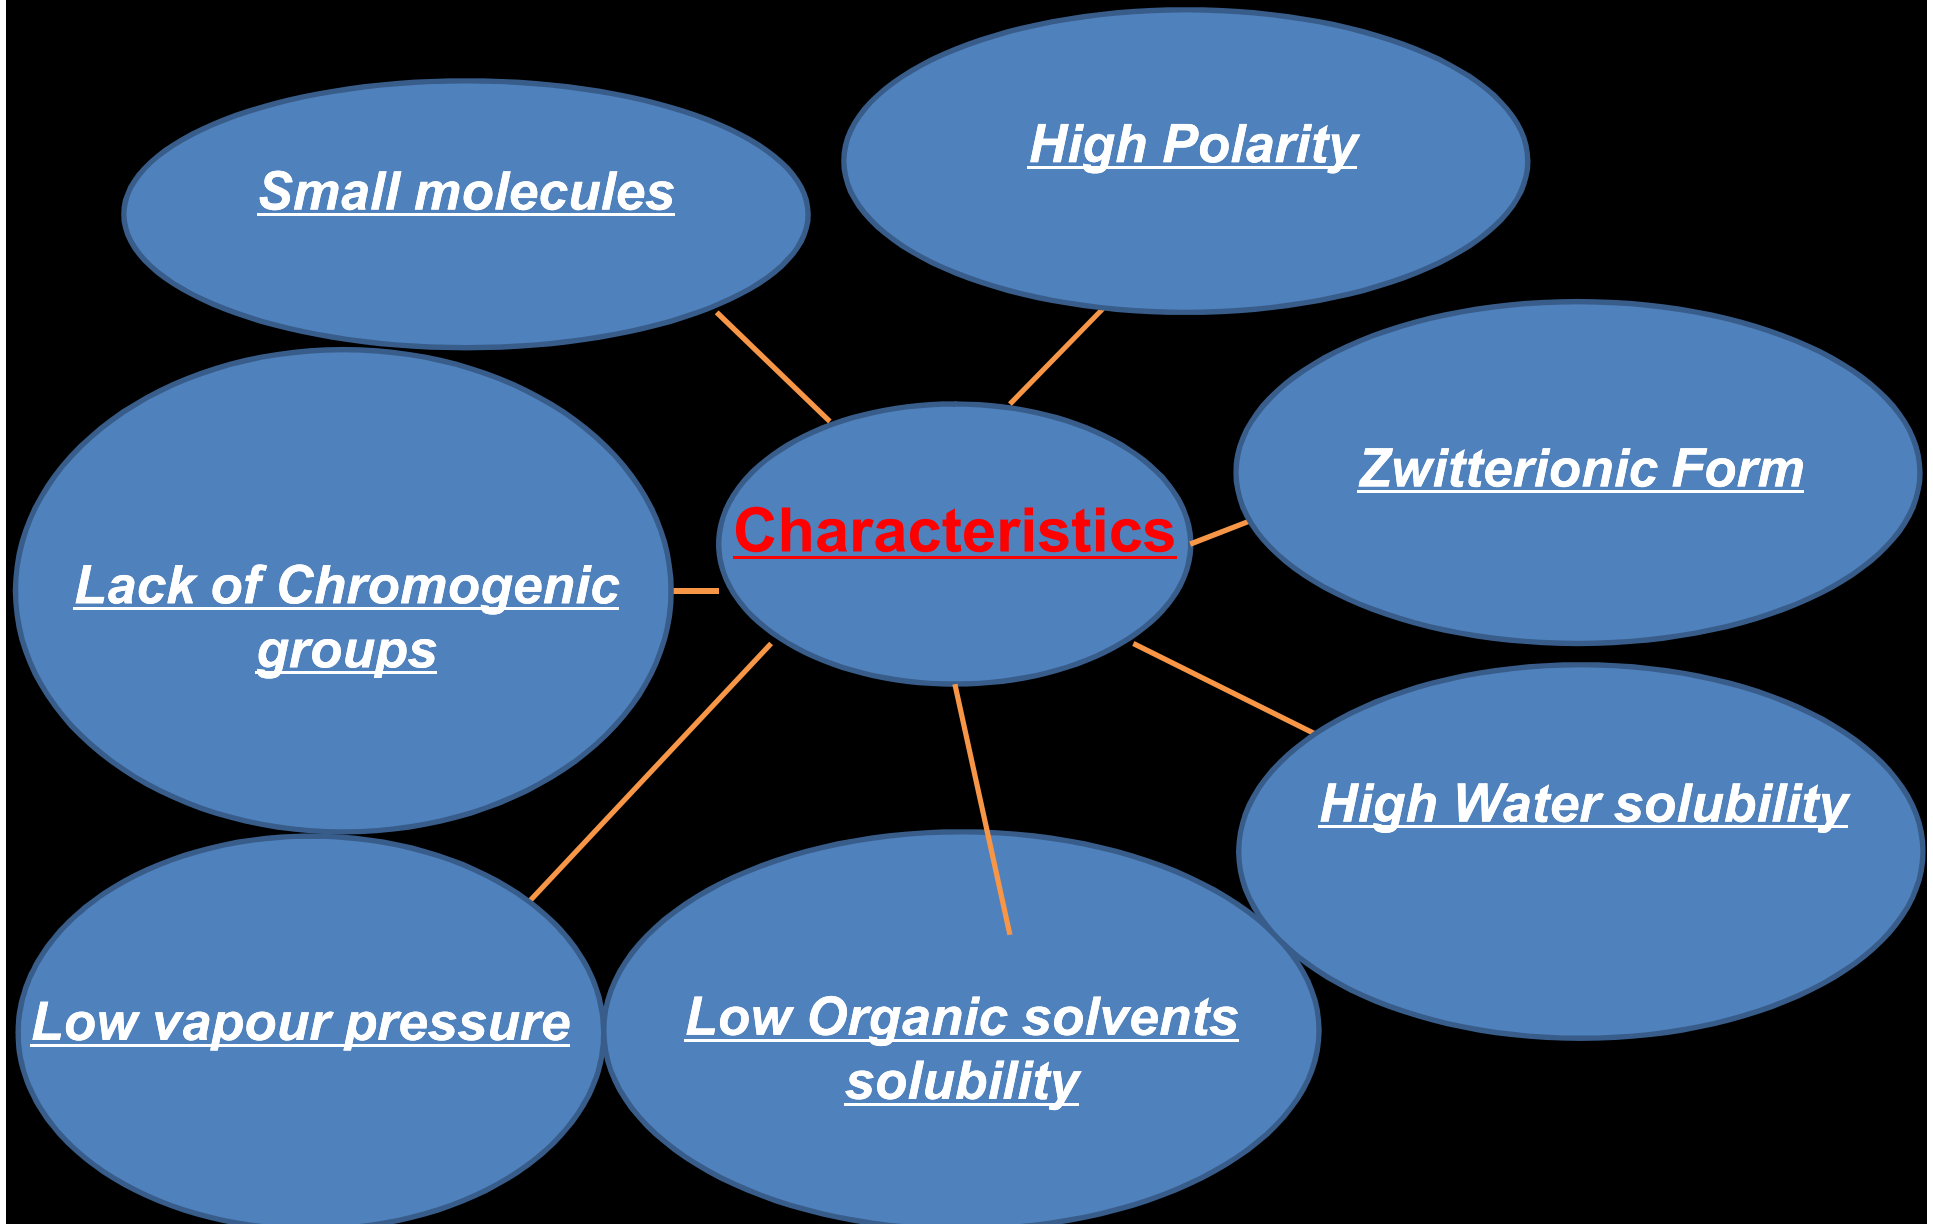 High Polarity
Small molecules
Zwitterionic Form
Characteristics
Lack of Chromogenic
groups
High Water solubility
Low vapour pressure
Low Organic solvents
solubility